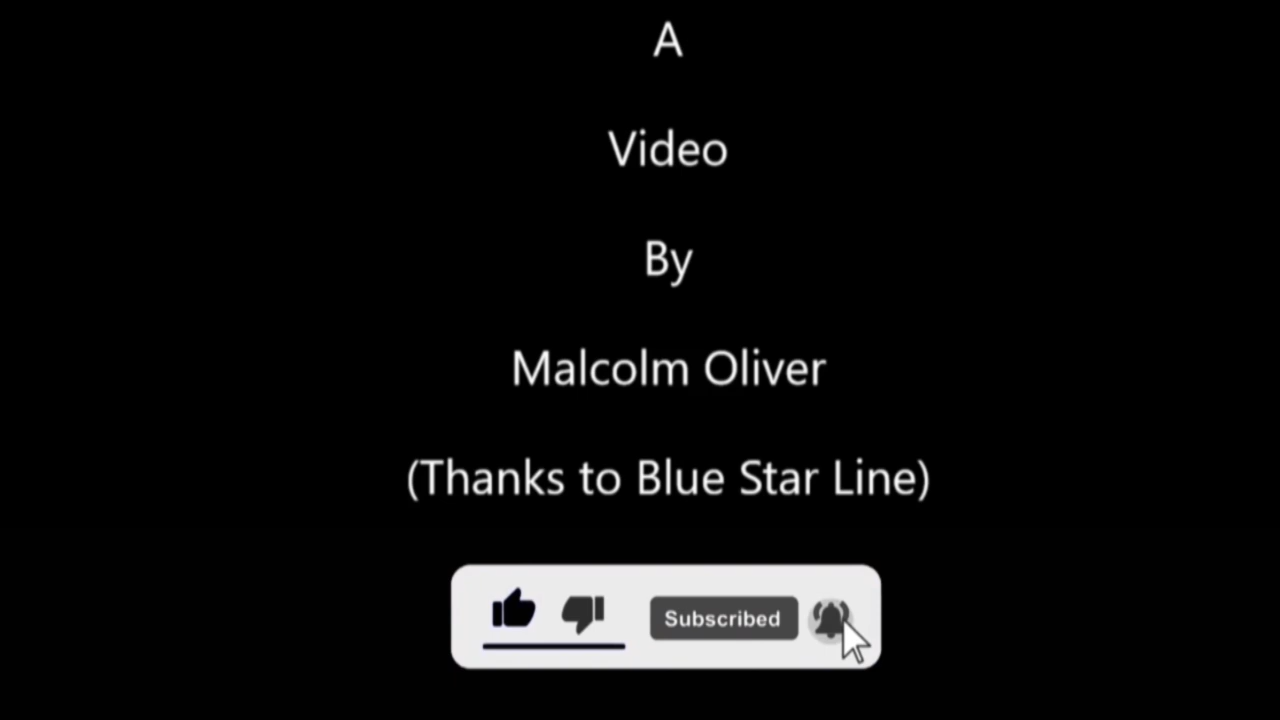 A
Video
By
Malcolm Oliver
(Thanks to Blue Star Line)
Subscribed